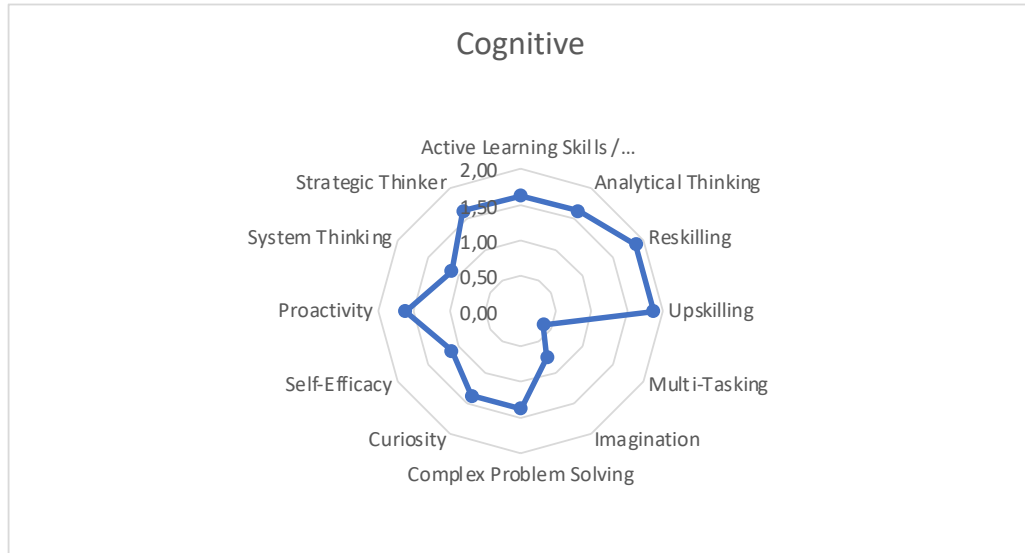 Cognitive
Active Learning Skills /...
2,00
Strategic Thinker
Analytical Thinking
1,50
System Thinking
Reskilling
1,00
0,50
Proactivity
0,00
Upskilling
Self-Efficacy
Multi-Tasking
Curiosity
Imagination
Complex Problem Solving